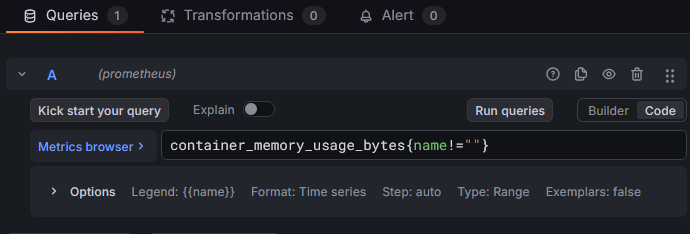 Queries 1 Transformations 0 Alert 0
A (prometheus)
Kick start your query Explain Run queries Builder Code
Metrics browser container_memory_usage_bytes{name!=""}
Options Legend: {{name}} Format: Time series Step: auto Type: Range Exemplars: false